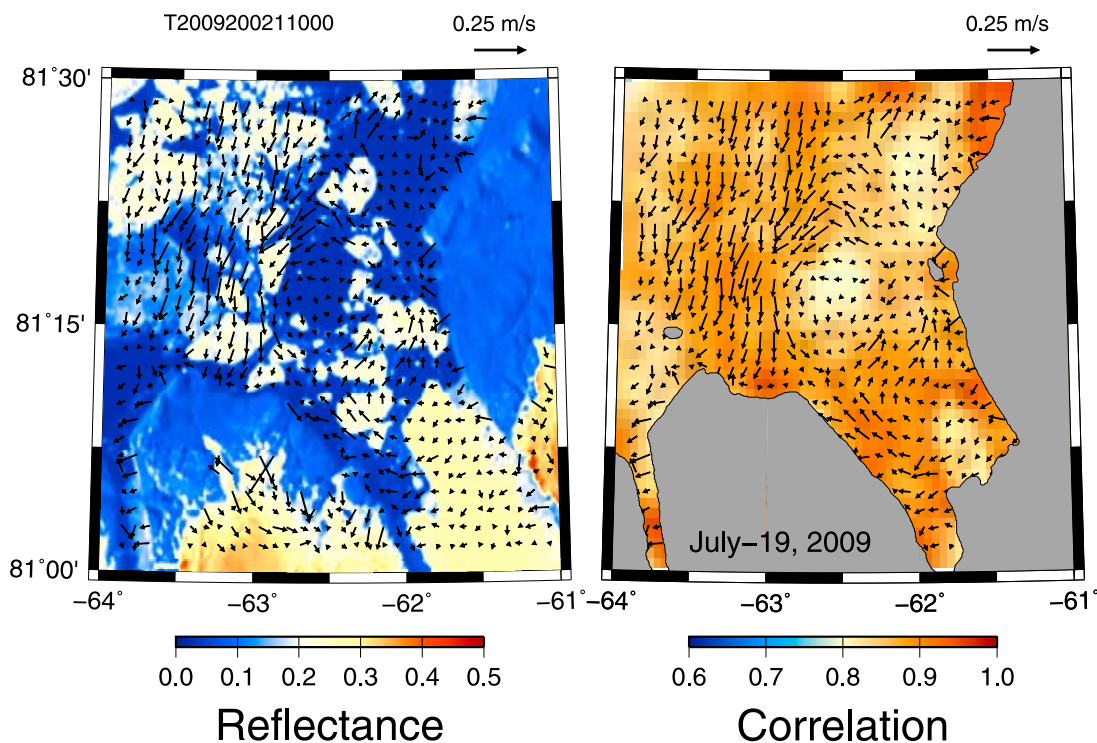 T2009200211000
0.25 m/s
0.25 m/s
81°30'
81°15'
81°00'
July−19, 2009
−64°
−63°
−62°
−61°
−64°
−63°
−62°
−61°
0.0 0.1 0.2 0.3 0.4 0.5
0.6 0.7 0.8 0.9 1.0
Reflectance
Correlation